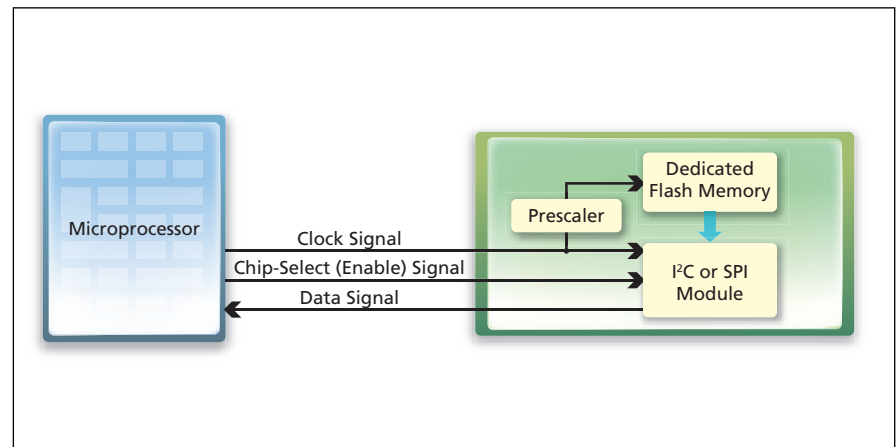 Microprocessor
Clock Signal
Chip-Select (Enable) Signal
Data Signal
Prescaler
Dedicated
Flash Memory
I²C or SPI
Module